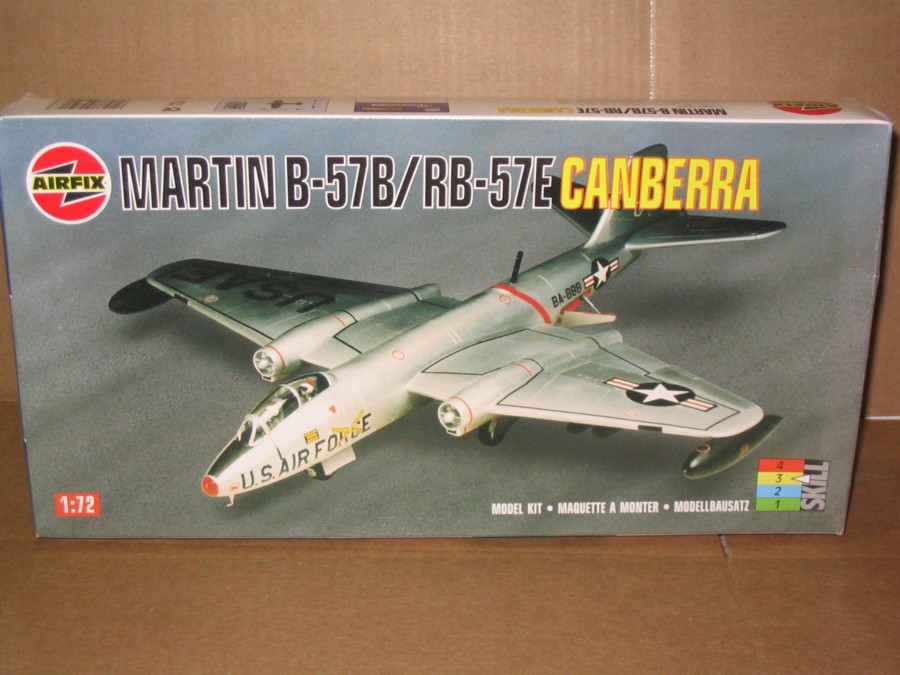 MARTIN B-57B/RB-57E CANBERRA
AIRFIX
AIRFIX
MARTIN B-57B/RB-57E CANBERRA
USAF
BA-888
U.S. AIR FORCE
1:72
MODEL KIT • MAQUETTE A MONTER • MODELLBAUSATZ
4
3
2
1
SKILL